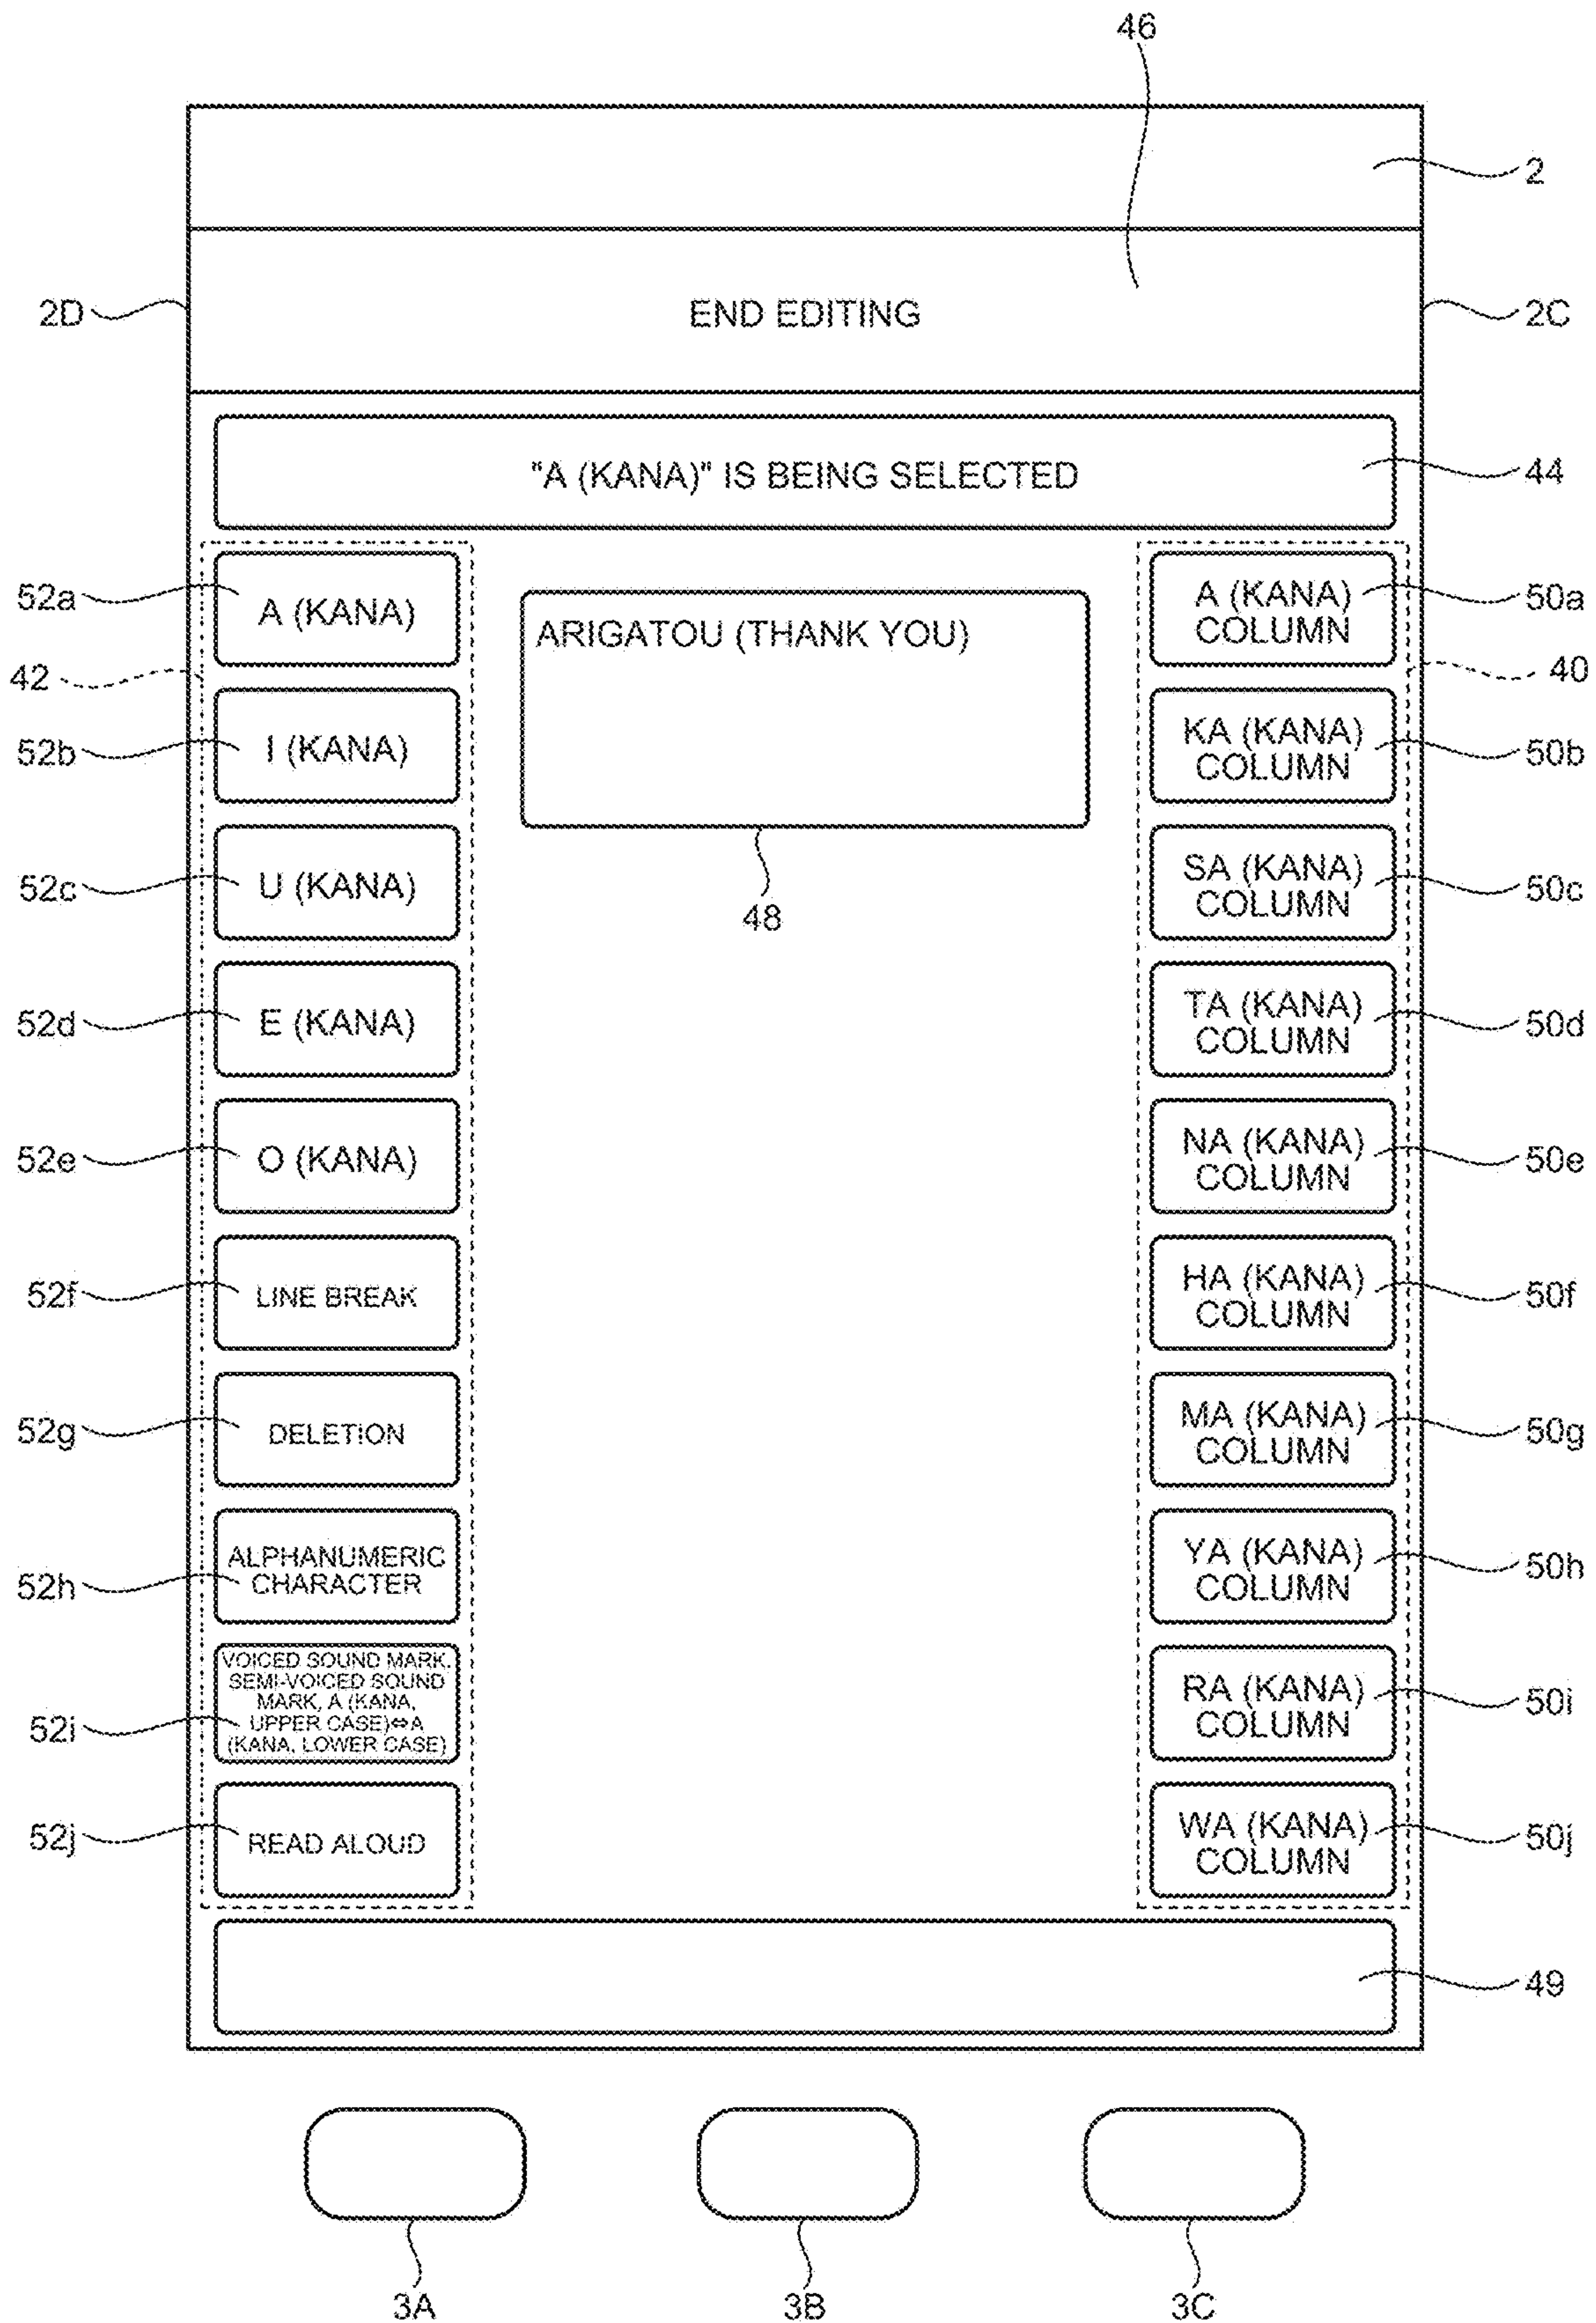 46
2
2D
END EDITING
2C
"A (KANA)" IS BEING SELECTED
44
52a
A (KANA)
ARIGATOU (THANK YOU)
A (KANA)
COLUMN
50a
42
40
52b
I (KANA)
KA (KANA)
COLUMN
50b
52c
U (KANA)
48
SA (KANA)
COLUMN
50c
52d
E (KANA)
TA (KANA)
COLUMN
50d
52e
O (KANA)
NA (KANA)
COLUMN
50e
52f
LINE BREAK
HA (KANA)
COLUMN
50f
52g
DELETION
MA (KANA)
COLUMN
50g
52h
ALPHANUMERIC
CHARACTER
YA (KANA)
COLUMN
50h
52i
VOICED SOUND MARK,
SEMI-VOICED SOUND
MARK, A (KANA,
UPPER CASE)⇔A
(KANA, LOWER CASE)
RA (KANA)
COLUMN
50i
52j
READ ALOUD
WA (KANA)
COLUMN
50j
49
3A
3B
3C